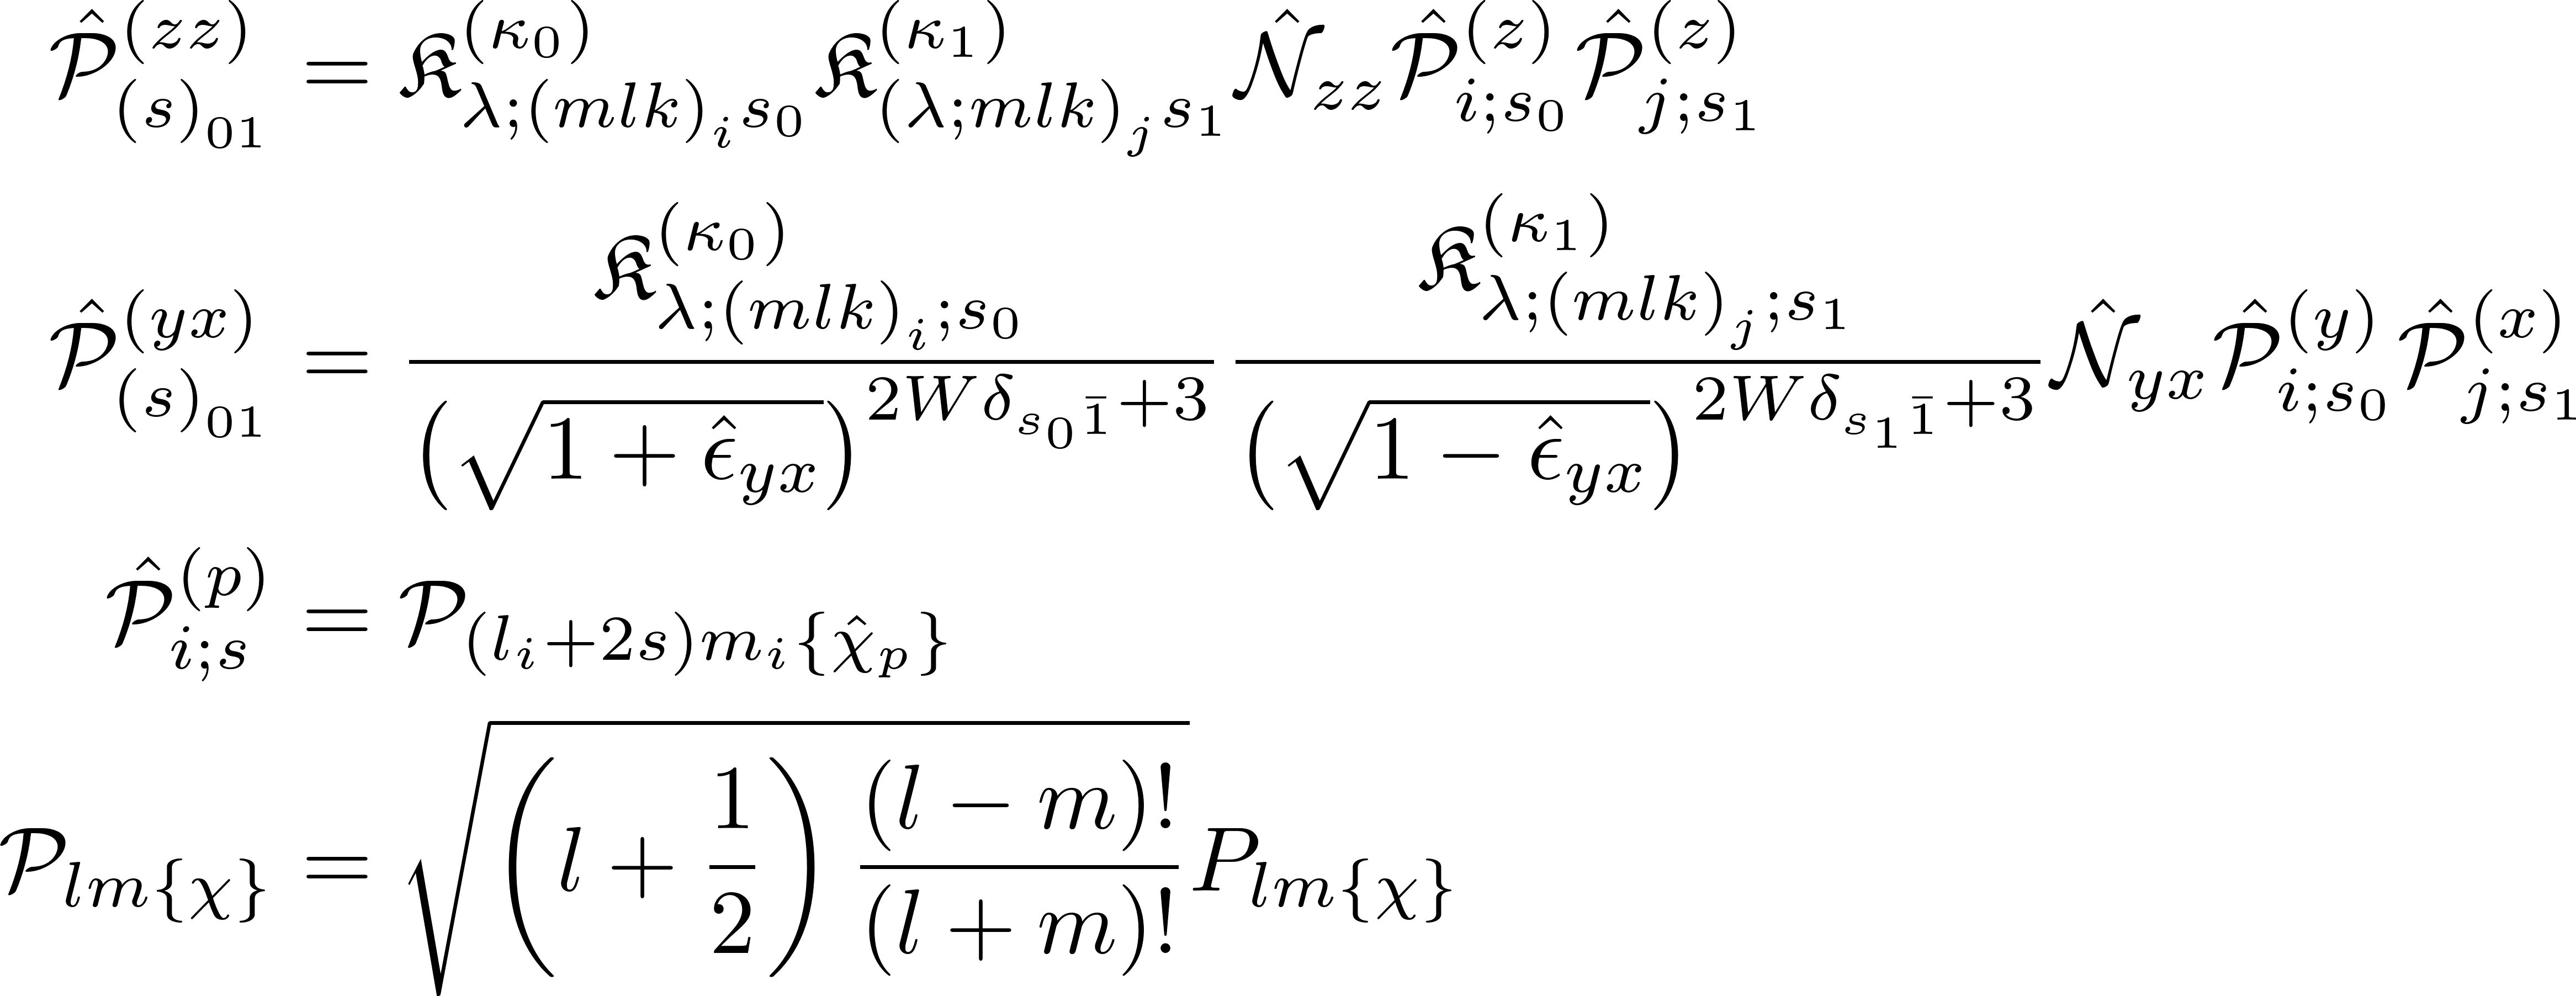 \hat{\mathcal{P}}^{(zz)}_{(s)_{01}} = \mathfrak{K}^{(\kappa_0)}_{\lambda;(mlk)_i s_0} \mathfrak{K}^{(\kappa_1)}_{(\lambda;mlk)_j s_1} \hat{\mathcal{N}}_{zz} \hat{\mathcal{P}}^{(z)}_{i;s_0} \hat{\mathcal{P}}^{(z)}_{j;s_1}
\hat{\mathcal{P}}^{(yx)}_{(s)_{01}} = \frac{\mathfrak{K}^{(\kappa_0)}_{\lambda;(mlk)_i;s_0}}{(\sqrt{1+\hat{\epsilon}_{yx}})^{2W\delta_{s_0\bar{1}}+3}} \frac{\mathfrak{K}^{(\kappa_1)}_{\lambda;(mlk)_j;s_1}}{(\sqrt{1-\hat{\epsilon}_{yx}})^{2W\delta_{s_1\bar{1}}+3}} \hat{\mathcal{N}}_{yx} \hat{\mathcal{P}}^{(y)}_{i;s_0} \hat{\mathcal{P}}^{(x)}_{j;s_1}
\hat{\mathcal{P}}^{(p)}_{i;s} = \mathcal{P}_{(l_i+2s)m_i\{\hat{\chi}_p\}}
\mathcal{P}_{lm\{\chi\}} = \sqrt{\left(l+\frac{1}{2}\right)\frac{(l-m)!}{(l+m)!}} P_{lm\{\chi\}}